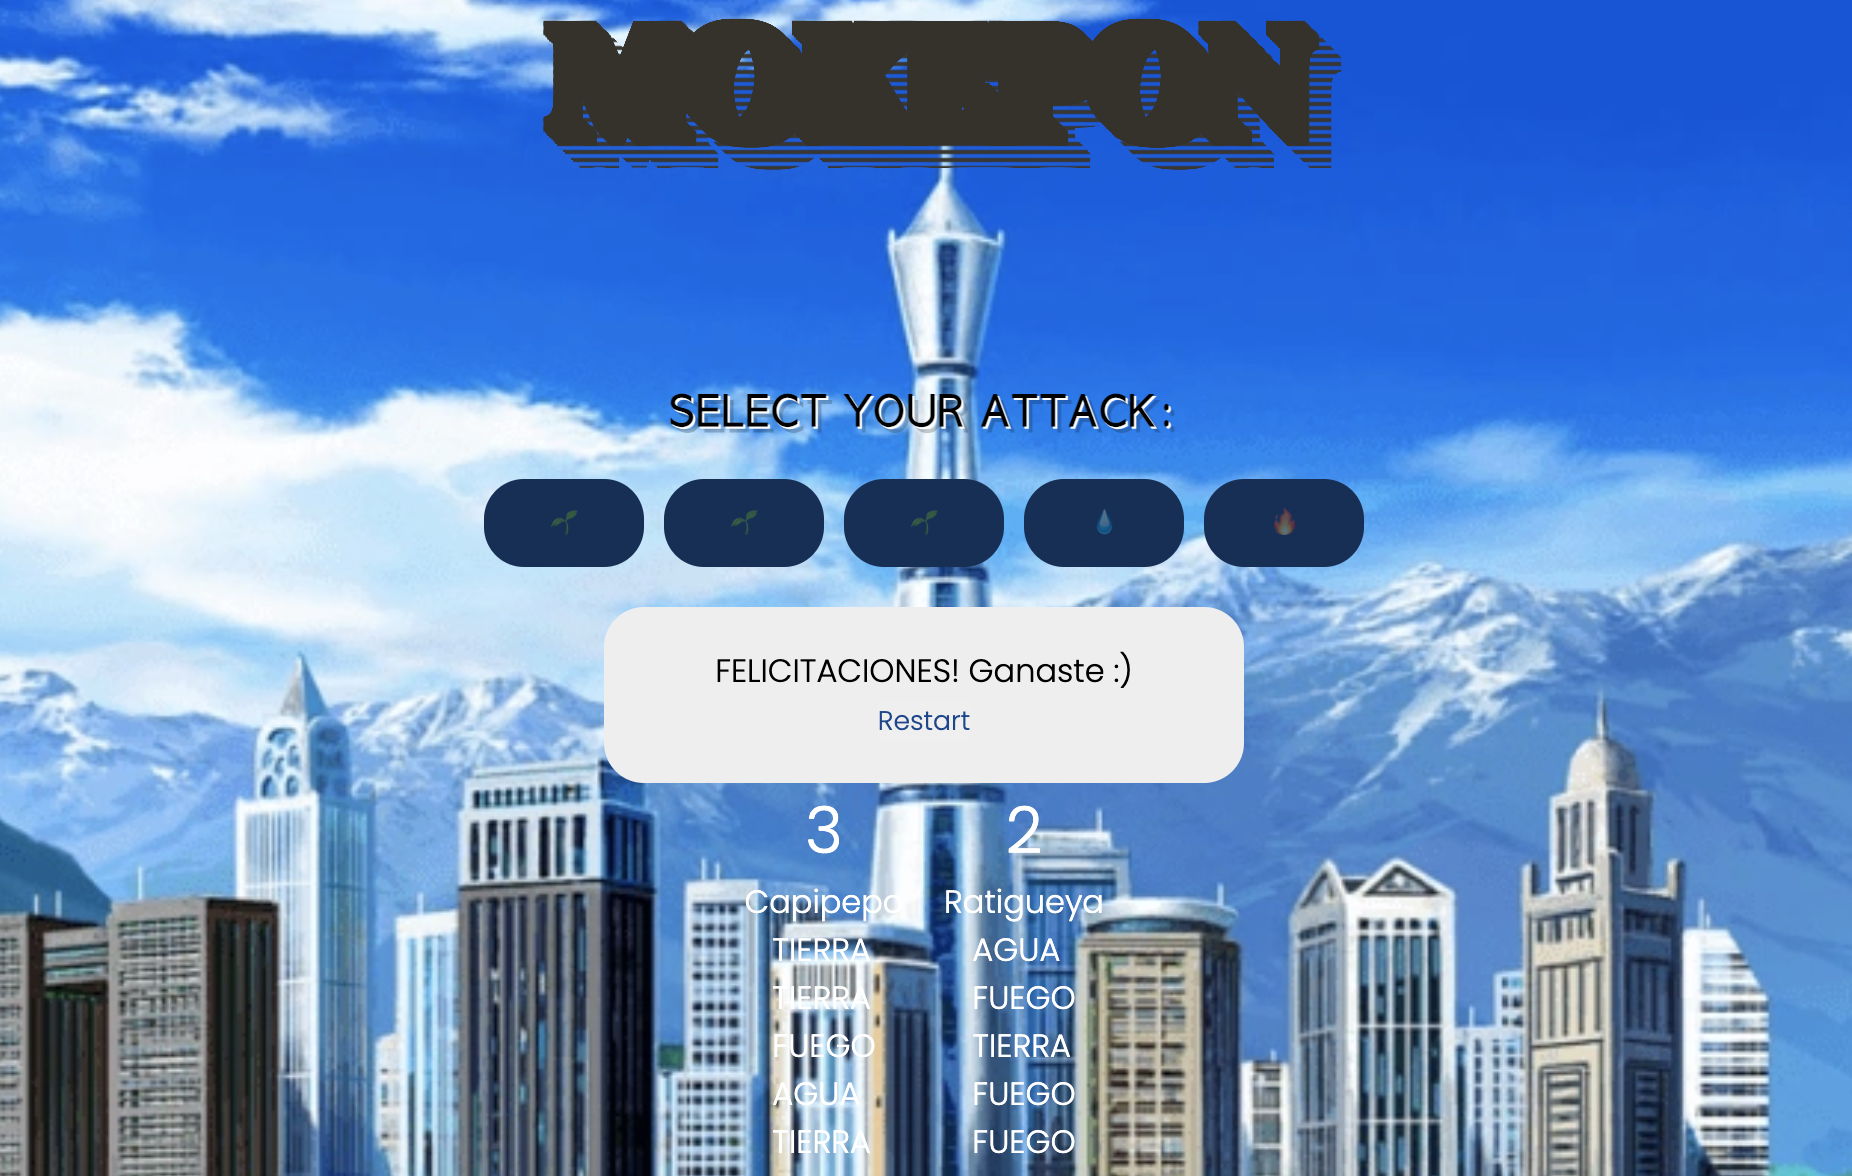 MOKEPON
SELECT YOUR ATTACK:
FELICITACIONES! Ganaste :)
Restart
3 2
Capipepo Ratigueya
TIERRA AGUA
TIERRA FUEGO
FUEGO TIERRA
AGUA FUEGO
TIERRA FUEGO